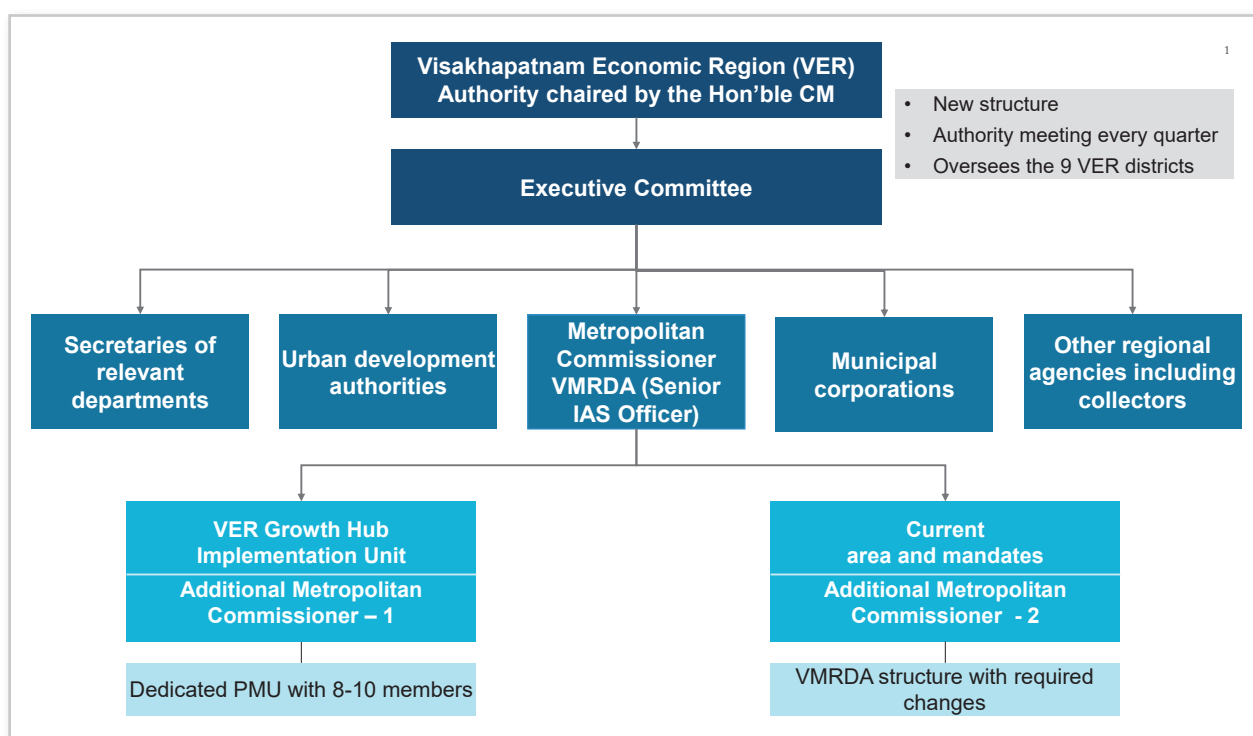 1
Visakhapatnam Economic Region (VER)
Authority chaired by the Hon’ble CM
• New structure
• Authority meeting every quarter
• Oversees the 9 VER districts
Executive Committee
Secretaries of
relevant
departments
Urban development
authorities
Metropolitan
Commissioner
VMRDA (Senior
IAS Officer)
Municipal
corporations
Other regional
agencies including
collectors
VER Growth Hub
Implementation Unit
Additional Metropolitan
Commissioner – 1
Dedicated PMU with 8-10 members
Current
area and mandates
Additional Metropolitan
Commissioner - 2
VMRDA structure with required
changes